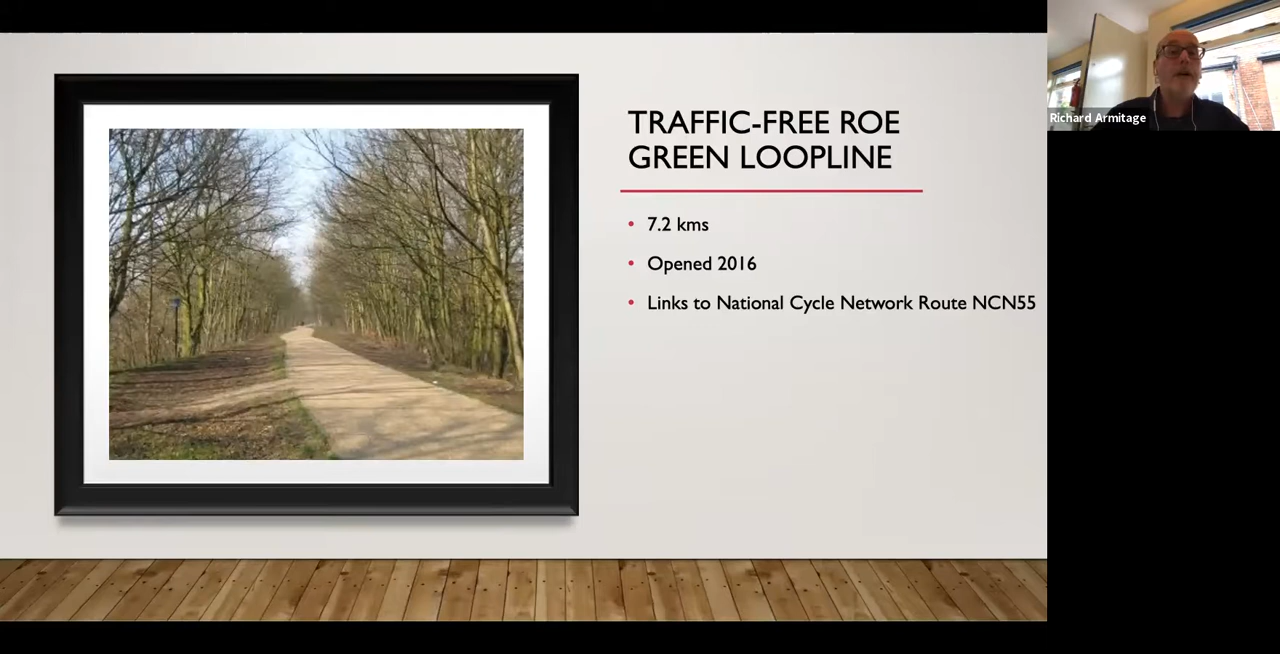 TRAFFIC-FREE ROE
GREEN LOOPLINE
• 7.2 kms
• Opened 2016
• Links to National Cycle Network Route NCN55
Richard Armitage